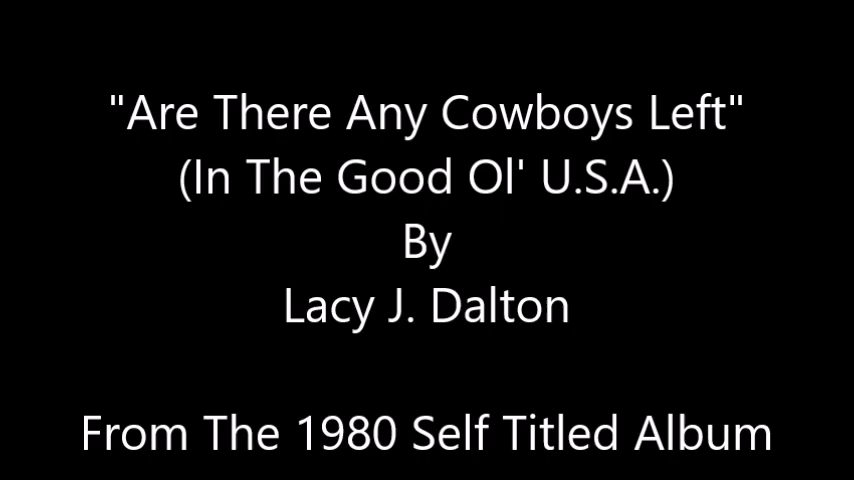 "Are There Any Cowboys Left"
(In The Good Ol' U.S.A.)
By
Lacy J. Dalton
From The 1980 Self Titled Album